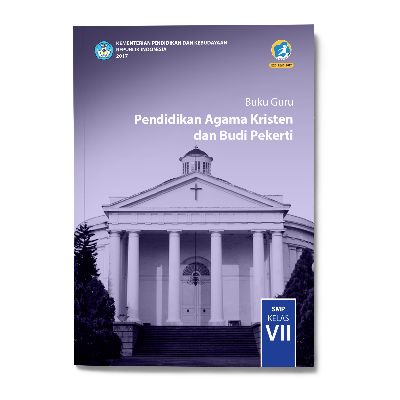 KEMENTERIAN PENDIDIKAN DAN KEBUDAYAAN
REPUBLIK INDONESIA
2017
Buku Guru
Pendidikan Agama Kristen
dan Budi Pekerti
SMP
KELAS
VII